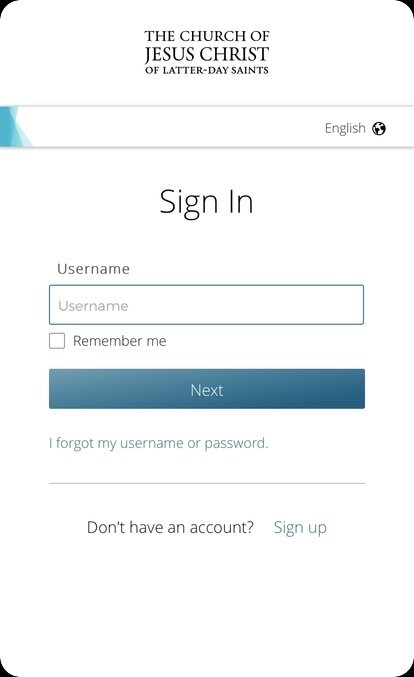 THE CHURCH OF
JESUS CHRIST
OF LATTER-DAY SAINTS
English
Sign In
Username
Username
Remember me
Next
I forgot my username or password.
Don't have an account? Sign up